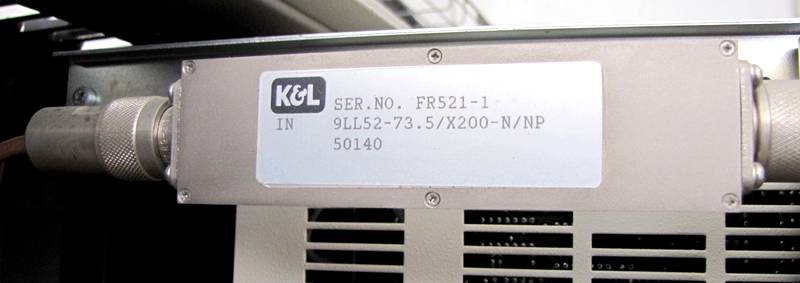 K&L
SER.NO. FR521-1
IN 9LL52-73.5/X200-N/NP
50140